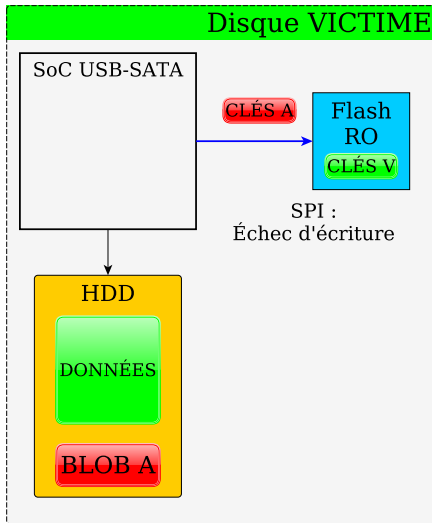 Disque VICTIME
SoC USB-SATA
CLÉS A
Flash
RO
CLÉS V
SPI :
Échec d'écriture
HDD
DONNÉES
BLOB A